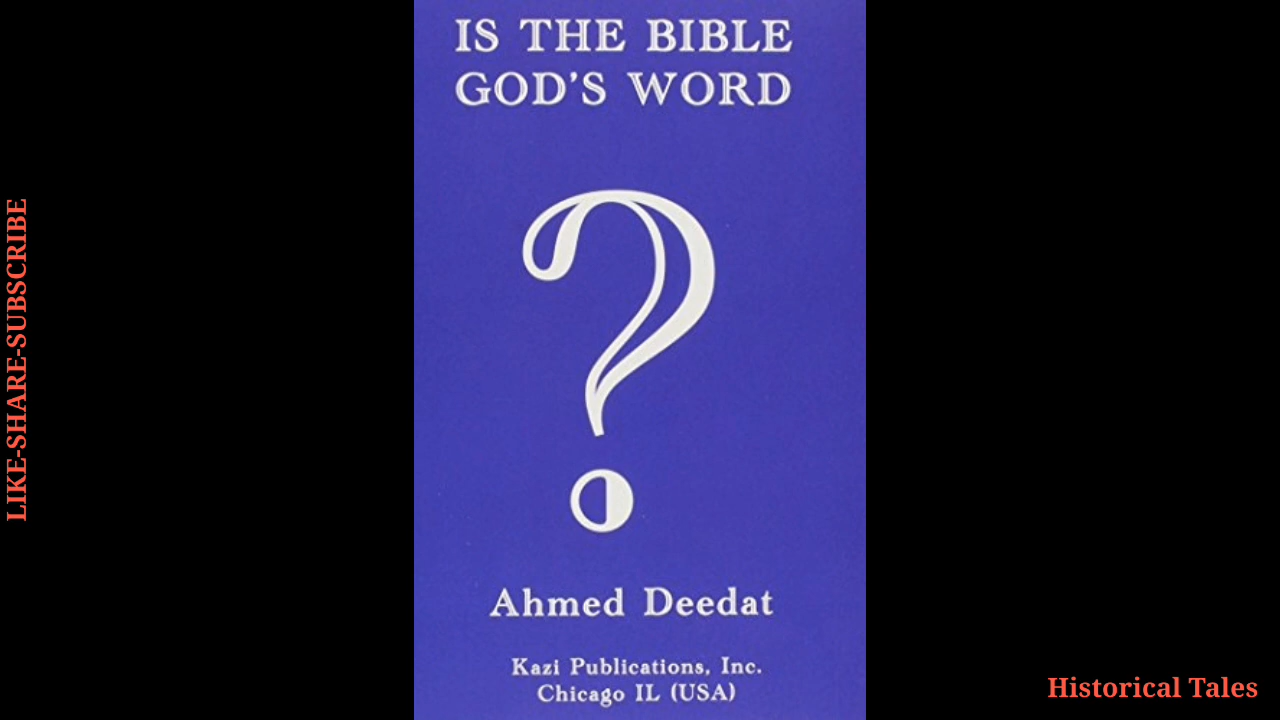 IS THE BIBLE
GOD'S WORD
?
Ahmed Deedat
Kazi Publications, Inc.
Chicago IL (USA)
LIKE-SHARE-SUBSCRIBE
Historical Tales